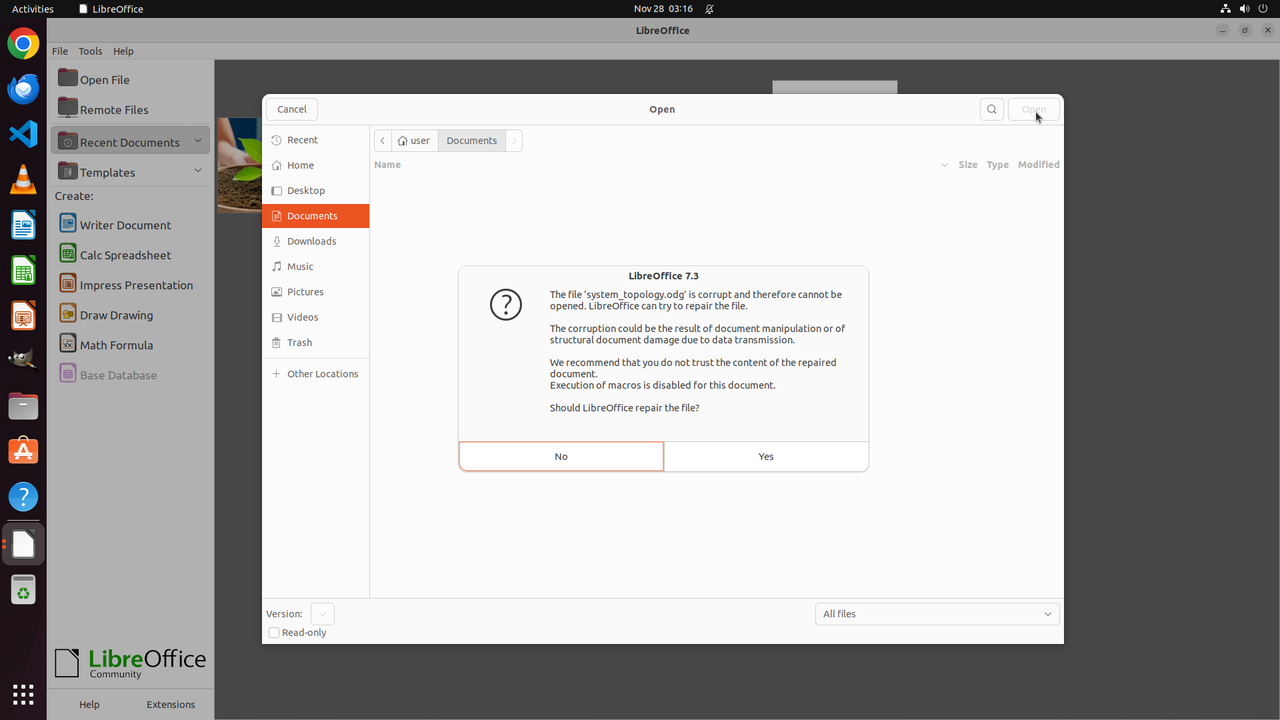 Activities
LibreOffice
Nov 28 03:16
LibreOffice
File Tools Help
Open File
Remote Files
Recent Documents
Templates
Create:
Writer Document
Calc Spreadsheet
Impress Presentation
Draw Drawing
Math Formula
Base Database
LibreOffice
Community
Help
Extensions
Cancel
Open
Open
Recent
Home
Desktop
Documents
Downloads
Music
Pictures
Videos
Trash
Other Locations
user
Documents
Name
Size
Type
Modified
LibreOffice 7.3
The file 'system_topology.odg' is corrupt and therefore cannot be
opened. LibreOffice can try to repair the file.
The corruption could be the result of document manipulation or of
structural document damage due to data transmission.
We recommend that you do not trust the content of the repaired
document.
Execution of macros is disabled for this document.
Should LibreOffice repair the file?
No
Yes
Version:
All files
Read-only